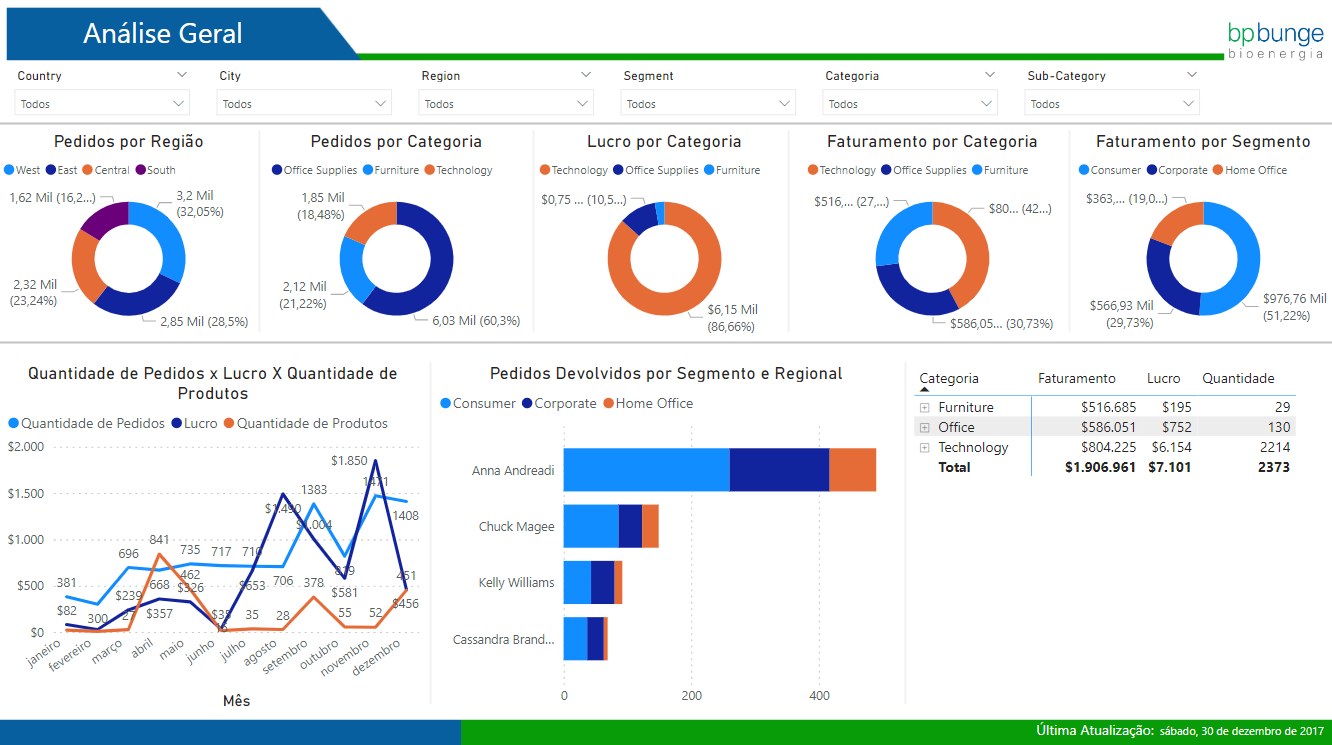 Análise Geral
bpbunge
bioenergia
Country
City
Region
Segment
Categoria
Sub-Category
Todos
Todos
Todos
Todos
Todos
Todos
Pedidos por Região
West East Central South
1,62 Mil (16,2...)
3,2 Mil
(32,05%)
2,32 Mil
(23,24%)
2,85 Mil (28,5%)
Pedidos por Categoria
Office Supplies Furniture Technology
1,85 Mil
(18,48%)
2,12 Mil
(21,22%)
6,03 Mil (60,3%)
Lucro por Categoria
Technology Office Supplies Furniture
$0,75 ... (10,5...)
$6,15 Mil
(86,66%)
Faturamento por Categoria
Technology Office Supplies Furniture
$516,... (27,...)
$80... (42...)
$586,05... (30,73%)
Faturamento por Segmento
Consumer Corporate Home Office
$363,... (19,0...)
$566,93 Mil
(29,73%)
$976,76 Mil
(51,22%)
Quantidade de Pedidos x Lucro X Quantidade de
Produtos
Quantidade de Pedidos Lucro Quantidade de Produtos
$2.000
$1.500
$1.000
$500
$0
381
300
696
668
735
717
710
706
1383
819
1471
1408
$82
$239
$357
$326
$35
$653
$1.490
$1.004
$581
$1.850
$456
27
841
462
35
28
378
55
52
451
janeiro
fevereiro
março
abril
maio
junho
julho
agosto
setembro
outubro
novembro
dezembro
Mês
Pedidos Devolvidos por Segmento e Regional
Consumer Corporate Home Office
Anna Andreadi
Chuck Magee
Kelly Williams
Cassandra Brand...
0 200 400
Categoria Faturamento Lucro Quantidade
Furniture $516.685 $195 29
Office $586.051 $752 130
Technology $804.225 $6.154 2214
Total $1.906.961 $7.101 2373
Última Atualização: sábado, 30 de dezembro de 2017